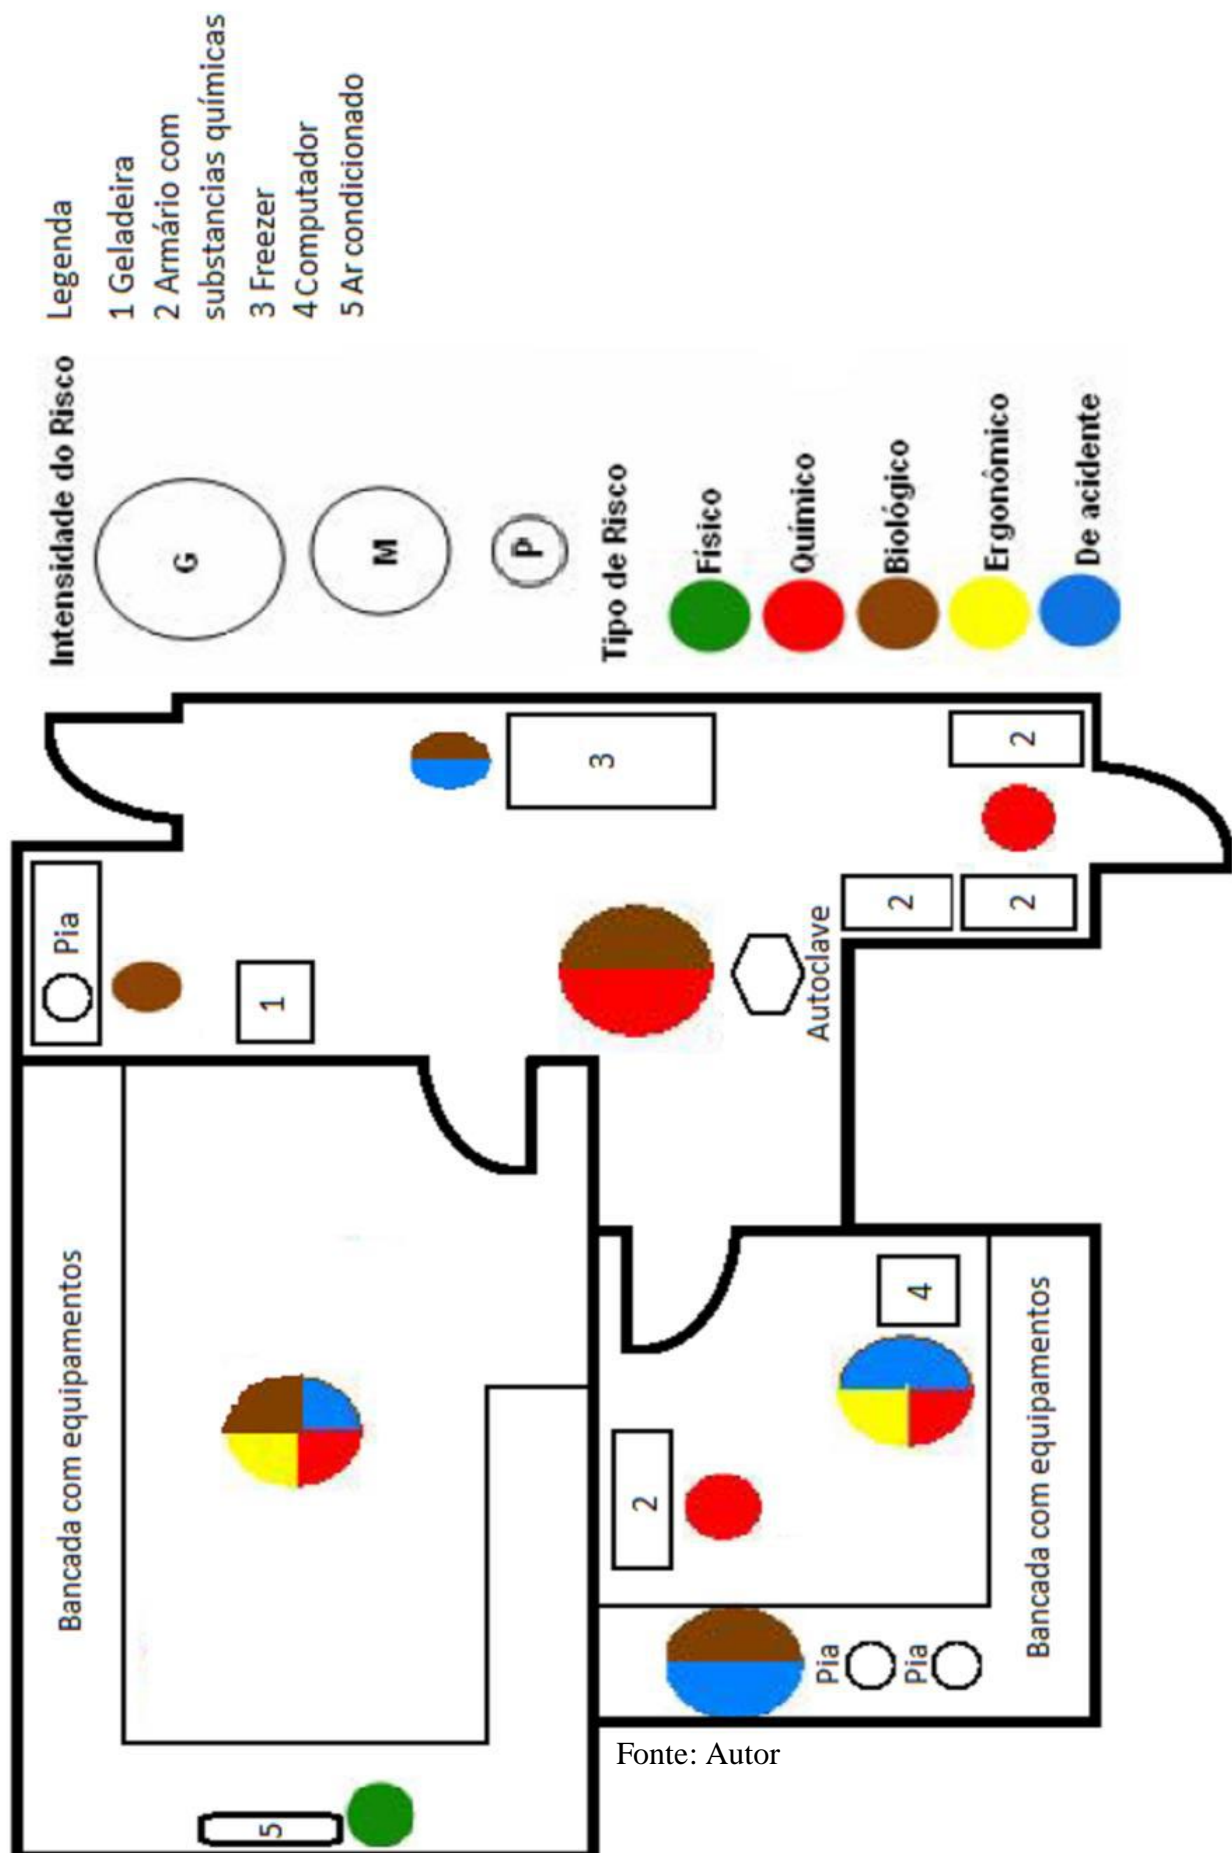 Legenda
1 Geladeira
2 Armário com
substancias químicas
3 Freezer
4 Computador
5 Ar condicionado
Intensidade do Risco
G
M
P
Tipo de Risco
Físico
Químico
Biológico
Ergonômico
De acidente
Pia
1
3
2
2
2
Autoclave
Bancada com equipamentos
5
2
4
Pia
Pia
Bancada com equipamentos
Fonte: Autor